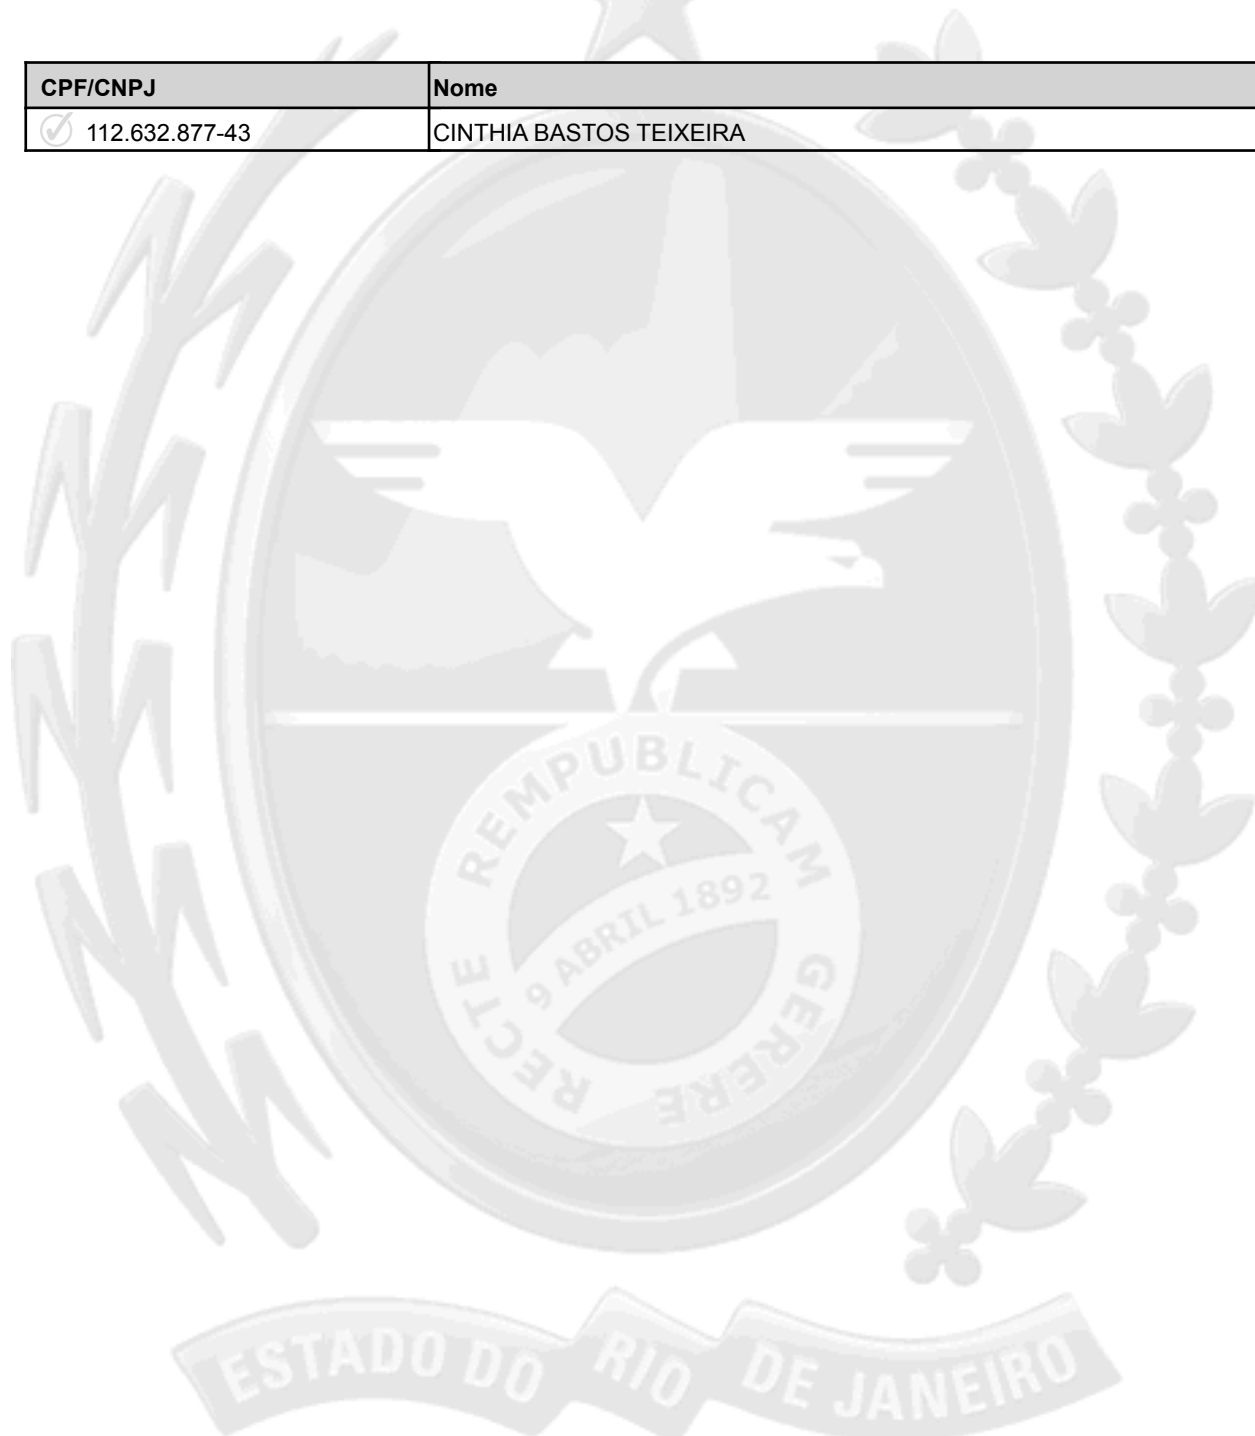 CPF/CNPJ Nome
112.632.877-43 CINTHIA BASTOS TEIXEIRA
REMPUBLICAM
9 ABRIL 1892
RECTE GERERE
ESTADO DO RIO DE JANEIRO